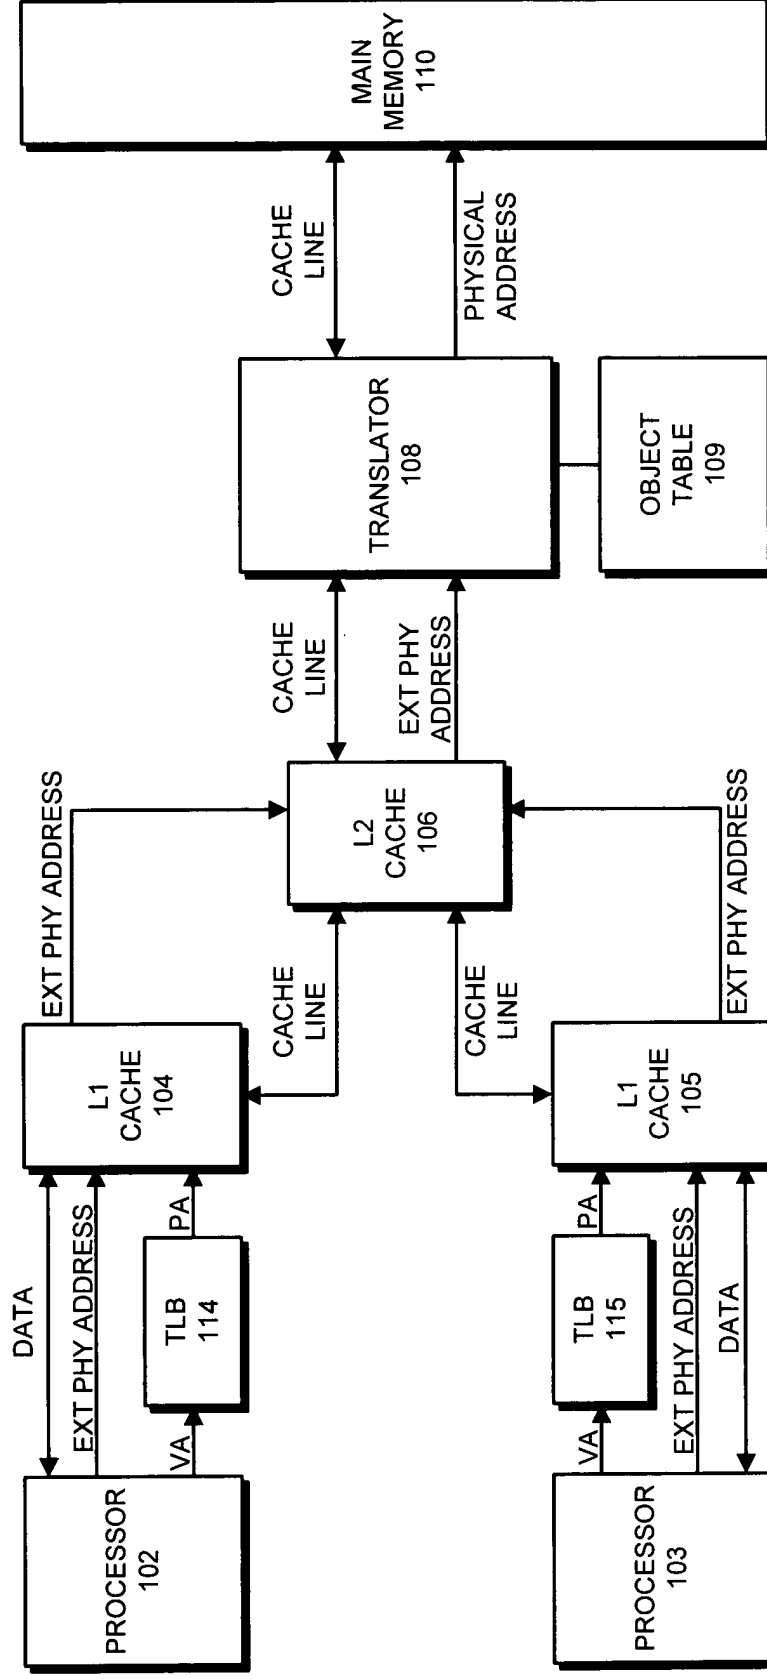 PROCESSOR
102
DATA
EXT PHY ADDRESS
VA
TLB
114
PA
L1
CACHE
104
EXT PHY ADDRESS
CACHE
LINE
L2
CACHE
106
CACHE
LINE
EXT PHY
ADDRESS
TRANSLATOR
108
CACHE
LINE
PHYSICAL
ADDRESS
MAIN
MEMORY
110
OBJECT
TABLE
109
PROCESSOR
103
VA
TLB
115
PA
EXT PHY ADDRESS
DATA
L1
CACHE
105
CACHE
LINE
EXT PHY ADDRESS